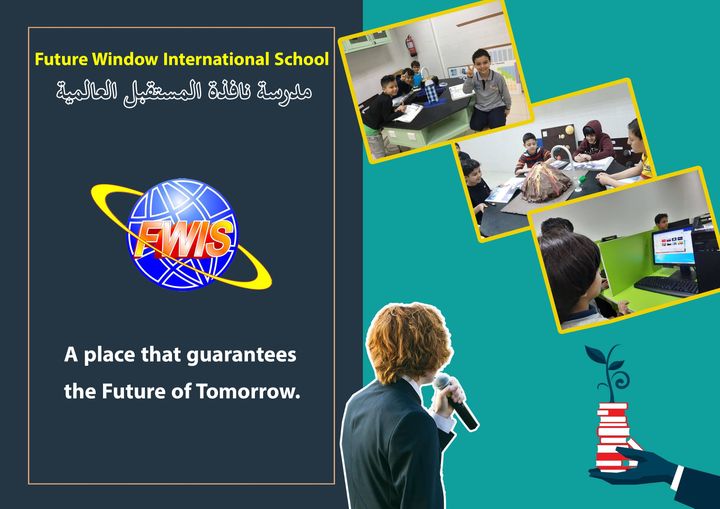 Future Window International School
مدرسة نافذة المستقبل العالمية
FWIS
A place that guarantees
the Future of Tomorrow.